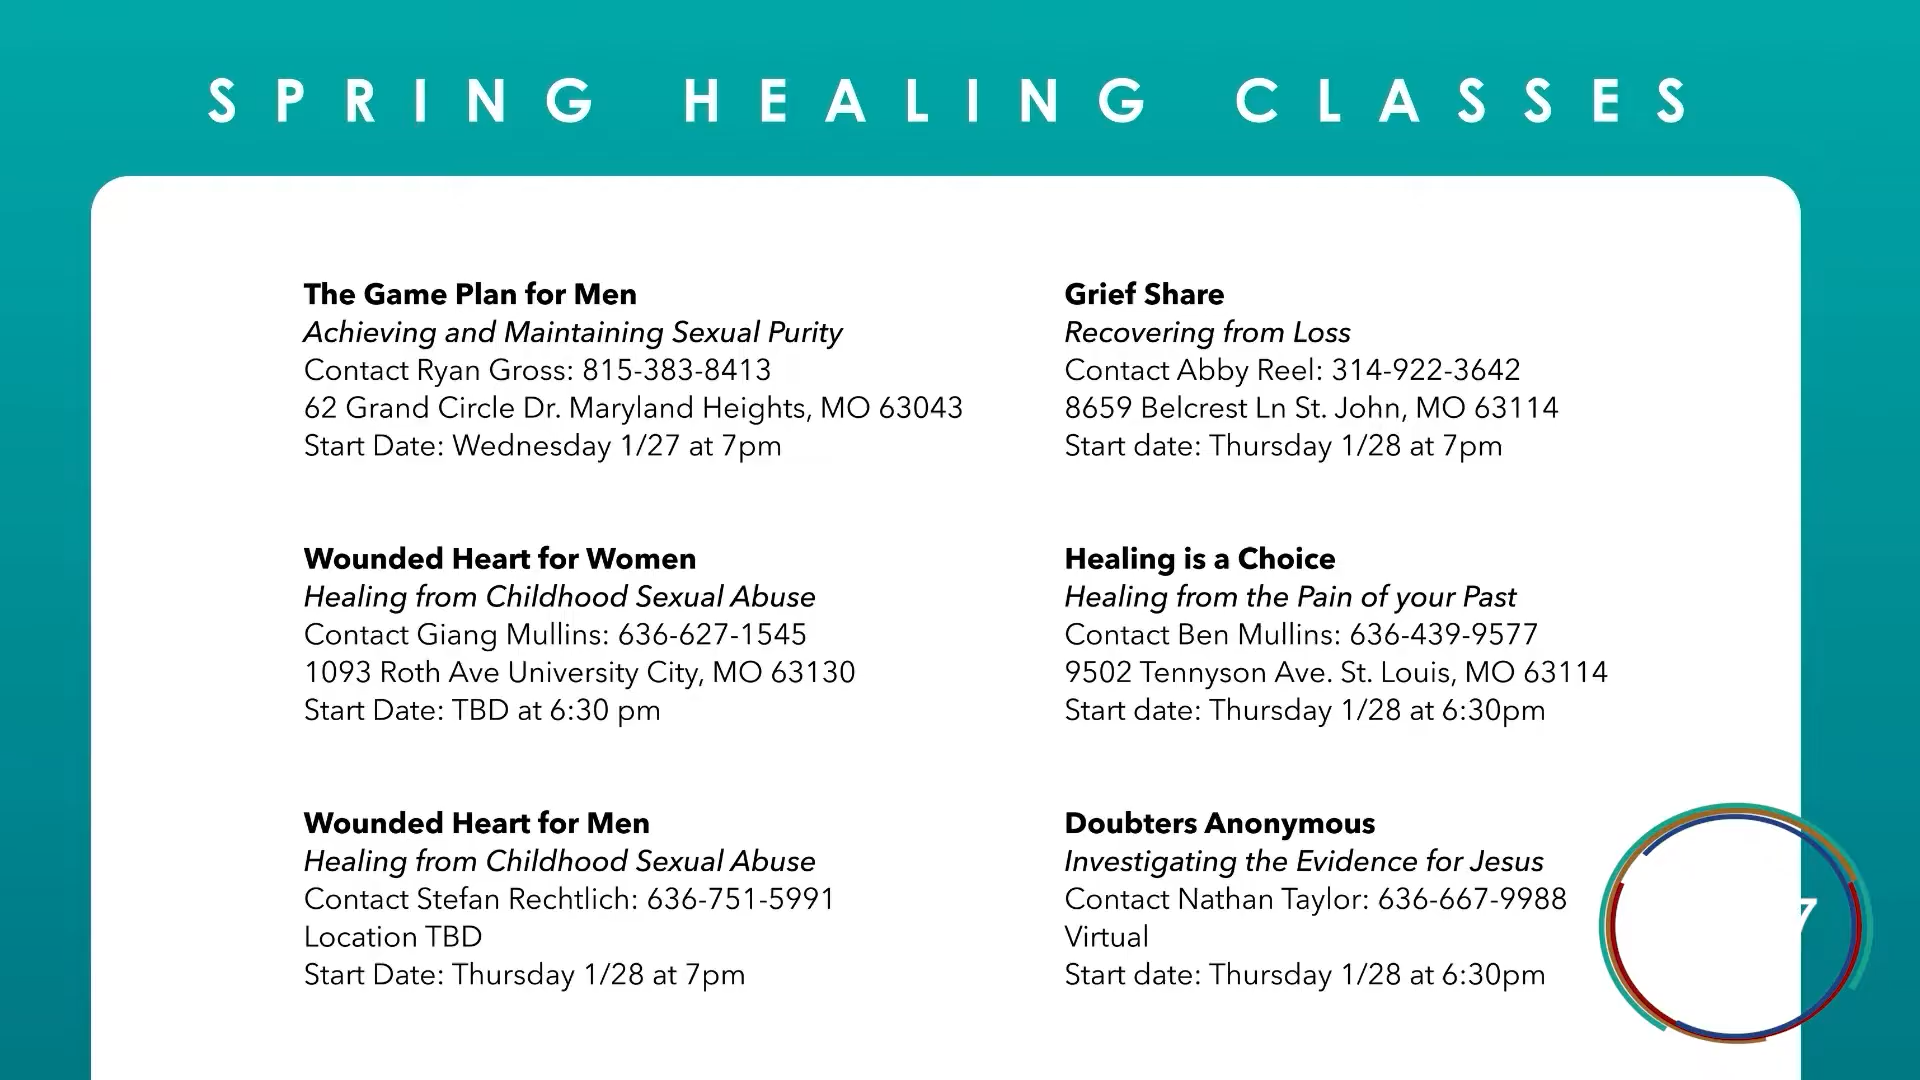 SPRING HEALING CLASSES
The Game Plan for Men
Achieving and Maintaining Sexual Purity
Contact Ryan Gross: 815-383-8413
62 Grand Circle Dr. Maryland Heights, MO 63043
Start Date: Wednesday 1/27 at 7pm
Wounded Heart for Women
Healing from Childhood Sexual Abuse
Contact Giang Mullins: 636-627-1545
1093 Roth Ave University City, MO 63130
Start Date: TBD at 6:30 pm
Wounded Heart for Men
Healing from Childhood Sexual Abuse
Contact Stefan Rechtlich: 636-751-5991
Location TBD
Start Date: Thursday 1/28 at 7pm
Grief Share
Recovering from Loss
Contact Abby Reel: 314-922-3642
8659 Belcrest Ln St. John, MO 63114
Start date: Thursday 1/28 at 7pm
Healing is a Choice
Healing from the Pain of your Past
Contact Ben Mullins: 636-439-9577
9502 Tennyson Ave. St. Louis, MO 63114
Start date: Thursday 1/28 at 6:30pm
Doubters Anonymous
Investigating the Evidence for Jesus
Contact Nathan Taylor: 636-667-9988
Virtual
Start date: Thursday 1/28 at 6:30pm